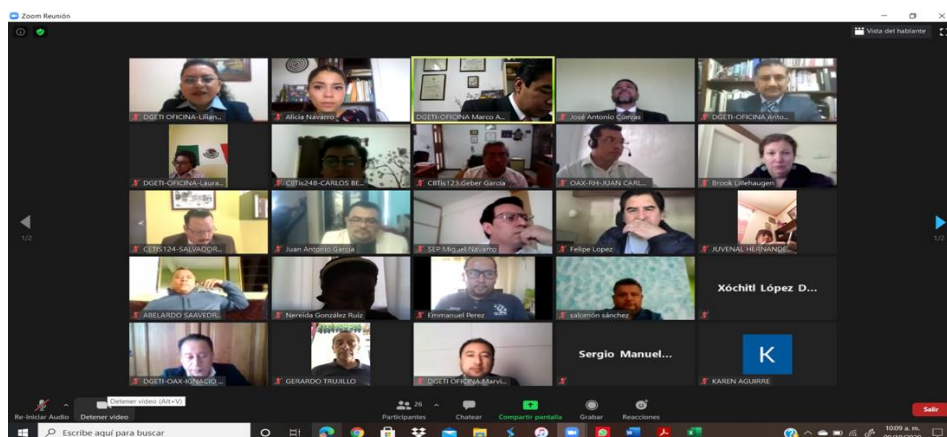 Zoom Reunión
Vista del hablante
DGETI OFICINA-Lilian...
Alicia Navarro
DGETI-OFICINA Marco A...
José Antonio Cuevas
DGETI-OFICINA Anto...
DGETI-OFICINA-Laura...
CBTis248-CARLOS BE...
CBTis123.Geber García
OAX-RH-JUAN CARL...
Brook Lillehaugen
CETIS124-SALVADOR...
Juan Antonio García
SEP Miguel Navarro
Felipe Lopez
JUVENAL HERNANDE...
1/2
1/2
ABELARDO SAAVEDR...
Nereida González Ruiz
Emmanuel Perez
salomón sánchez
Xóchitl López D...
DGETI-OAX-IGNACIO ...
GERARDO TRUJILLO
DGETI OFICINA Marvi...
Sergio Manuel...
K
KAREN AGUIRRE
Detener video (Alt+V)
26
Re-Iniciar Audio
Detener video
Participantes
Chatear
Compartir pantalla
Grabar
Reacciones
Salir
Escribe aquí para buscar
10:09 a. m.